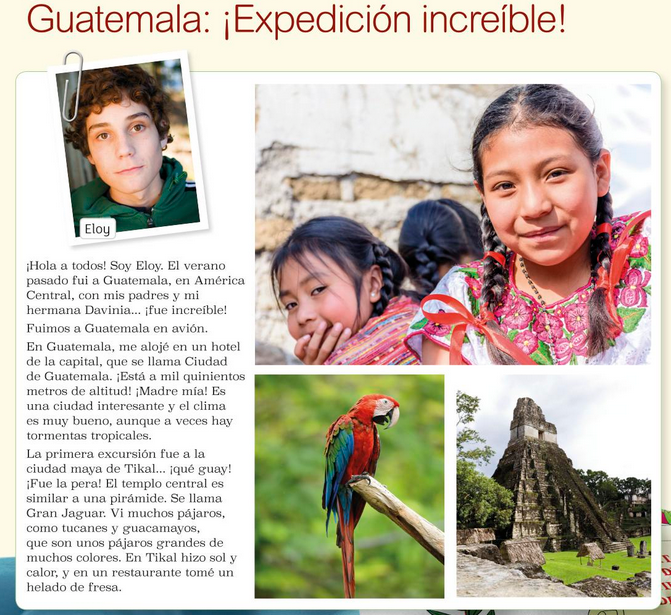 Guatemala: ¡Expedición increíble!
Eloy
¡Hola a todos! Soy Eloy. El verano
pasado fui a Guatemala, en América
Central, con mis padres y mi
hermana Davinia... ¡fue increíble!
Fuimos a Guatemala en avión.
En Guatemala, me alojé en un hotel
de la capital, que se llama Ciudad
de Guatemala. ¡Está a mil quinientos
metros de altitud! ¡Madre mía! Es
una ciudad interesante y el clima
es muy bueno, aunque a veces hay
tormentas tropicales.
La primera excursión fue a la
ciudad maya de Tikal... ¡qué guay!
¡Fue la pera! El templo central es
similar a una pirámide. Se llama
Gran Jaguar. Vi muchos pájaros,
como tucanes y guacamayos,
que son unos pájaros grandes de
muchos colores. En Tikal hizo sol y
calor, y en un restaurante tomé un
helado de fresa.